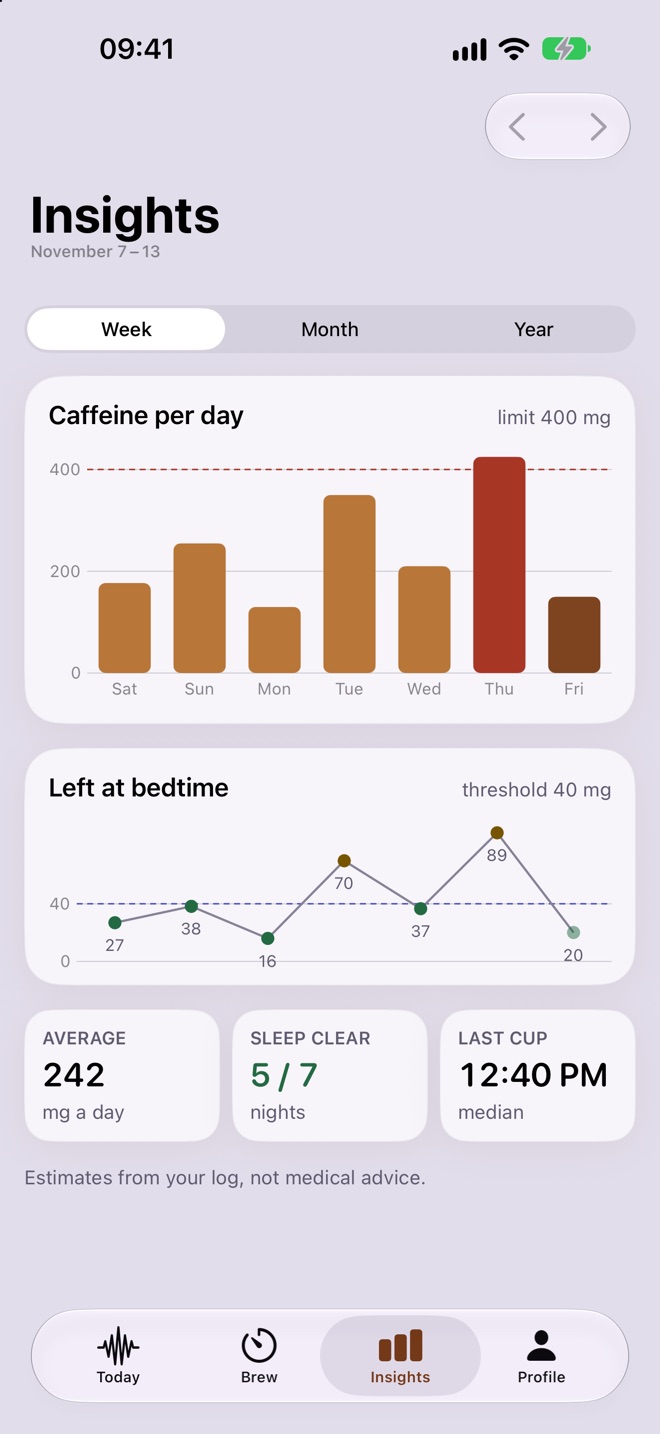 09:41
Insights
November 7 – 13
Week Month Year
Caffeine per day limit 400 mg
400
200
0
Sat Sun Mon Tue Wed Thu Fri
Left at bedtime threshold 40 mg
89
70
40
38
37
27
20
16
0
AVERAGE SLEEP CLEAR LAST CUP
242 5 / 7 12:40 PM
mg a day nights median
Estimates from your log, not medical advice.
Today Brew Insights Profile